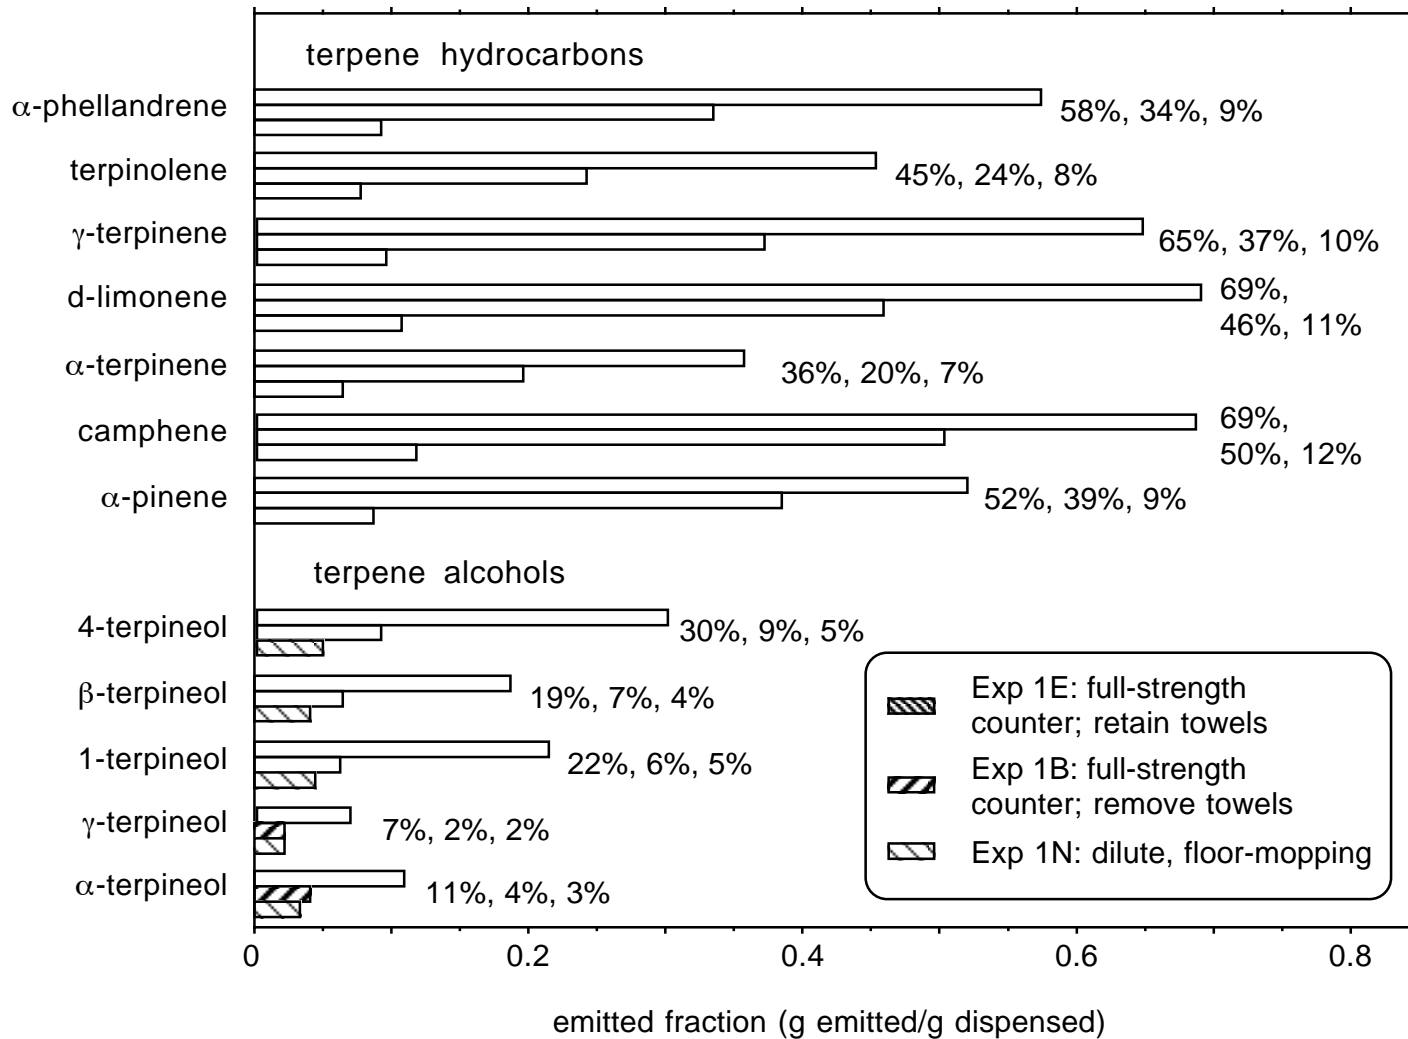 terpene hydrocarbons
α-phellandrene
58%, 34%, 9%
terpinolene
45%, 24%, 8%
γ-terpinene
65%, 37%, 10%
d-limonene
69%,
46%, 11%
α-terpinene
36%, 20%, 7%
camphene
69%,
50%, 12%
α-pinene
52%, 39%, 9%
terpene alcohols
4-terpineol
30%, 9%, 5%
β-terpineol
19%, 7%, 4%
1-terpineol
22%, 6%, 5%
γ-terpineol
7%, 2%, 2%
α-terpineol
11%, 4%, 3%
Exp 1E: full-strength
counter; retain towels
Exp 1B: full-strength
counter; remove towels
Exp 1N: dilute, floor-mopping
0 0.2 0.4 0.6 0.8
emitted fraction (g emitted/g dispensed)